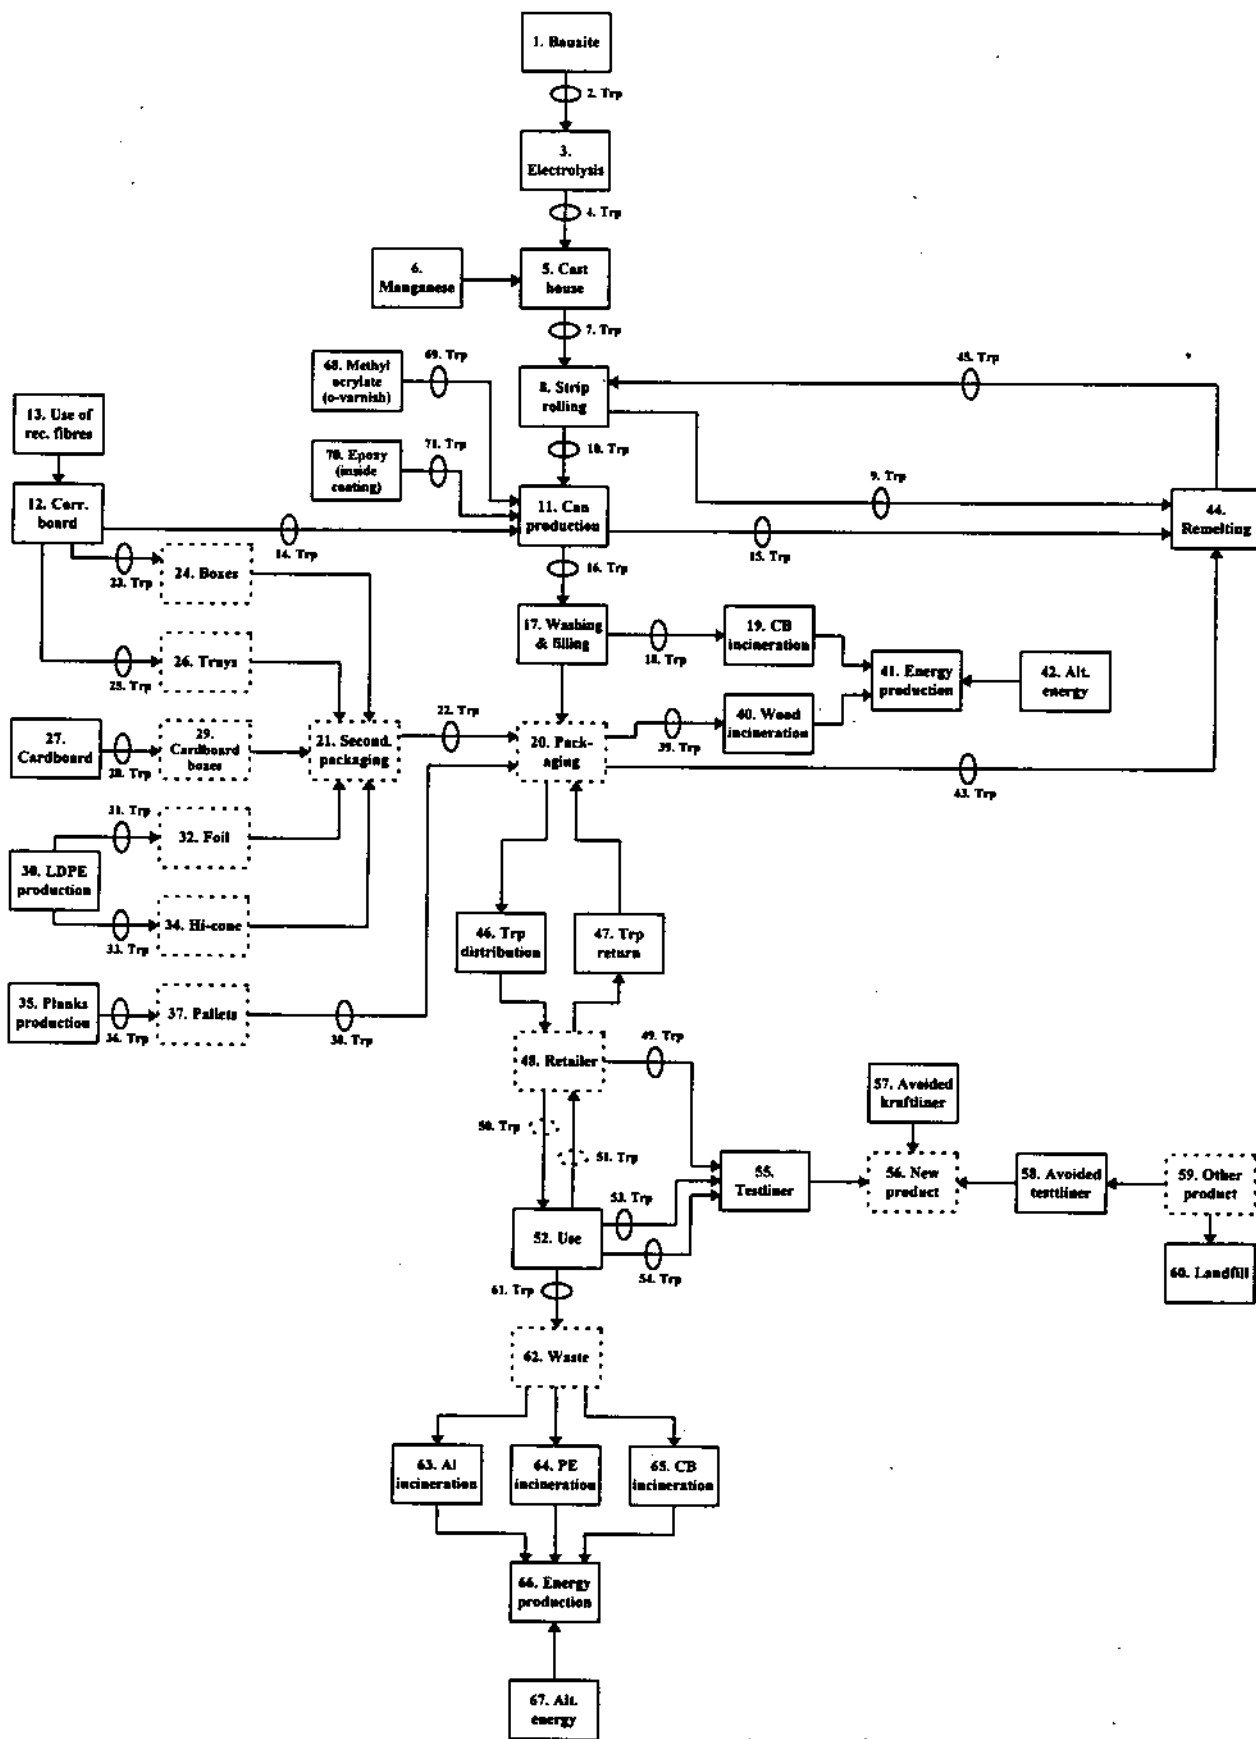 1. Bauxite
2. Trp
3.
Electrolysis
4. Trp
6.
Manganese
5. Cast
house
7. Trp
68. Methyl
acrylate
(o-varnish)
69. Trp
8. Strip
rolling
45. Trp
13. Use of
rec. fibres
70. Epoxy
(inside
coating)
71. Trp
10. Trp
9. Trp
12. Corr.
board
14. Trp
11. Can
production
15. Trp
44.
Remelting
23. Trp
24. Boxes
16. Trp
17. Washing
& filling
18. Trp
19. CB
incineration
25. Trp
26. Trays
41. Energy
production
42. Alt.
energy
27.
Cardboard
28. Trp
29.
Cardboard
boxes
21. Second.
packaging
22. Trp
20. Pack-
aging
39. Trp
40. Wood
incineration
43. Trp
31. Trp
32. Foil
30. LDPE
production
33. Trp
34. Hi-cone
46. Trp
distribution
47. Trp
return
35. Planks
production
36. Trp
37. Pallets
38. Trp
48. Retailer
49. Trp
50. Trp
51. Trp
57. Avoided
kraftliner
55.
Testliner
56. New
product
58. Avoided
testliner
59. Other
product
53. Trp
52. Use
54. Trp
60. Landfill
61. Trp
62. Waste
63. Al
incineration
64. PE
incineration
65. CB
incineration
66. Energy
production
67. Alt.
energy